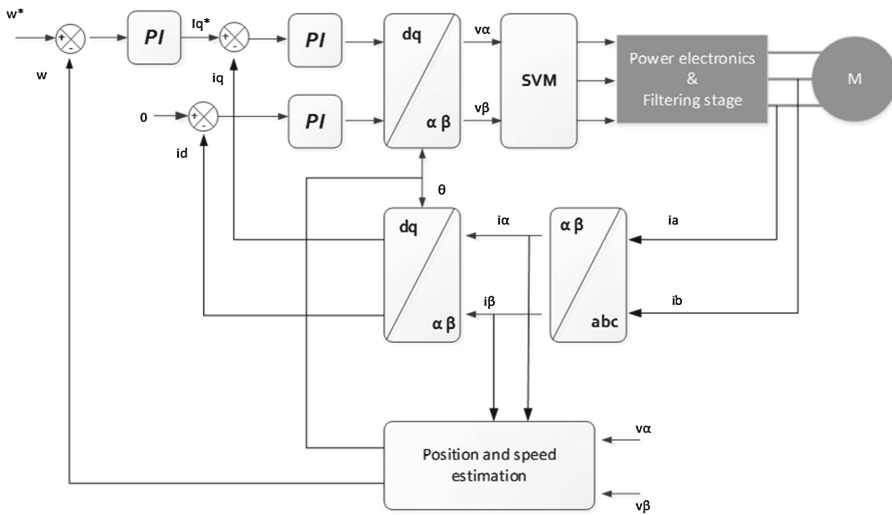 w*
PI
Iq*
PI
dq
αβ
vα
vβ
SVM
Power electronics
&
Filtering stage
M
w
iq
0
id
PI
θ
dq
αβ
iα
iβ
αβ
abc
ia
ib
Position and speed
estimation
vα
vβ
+
-
+
-
+
-